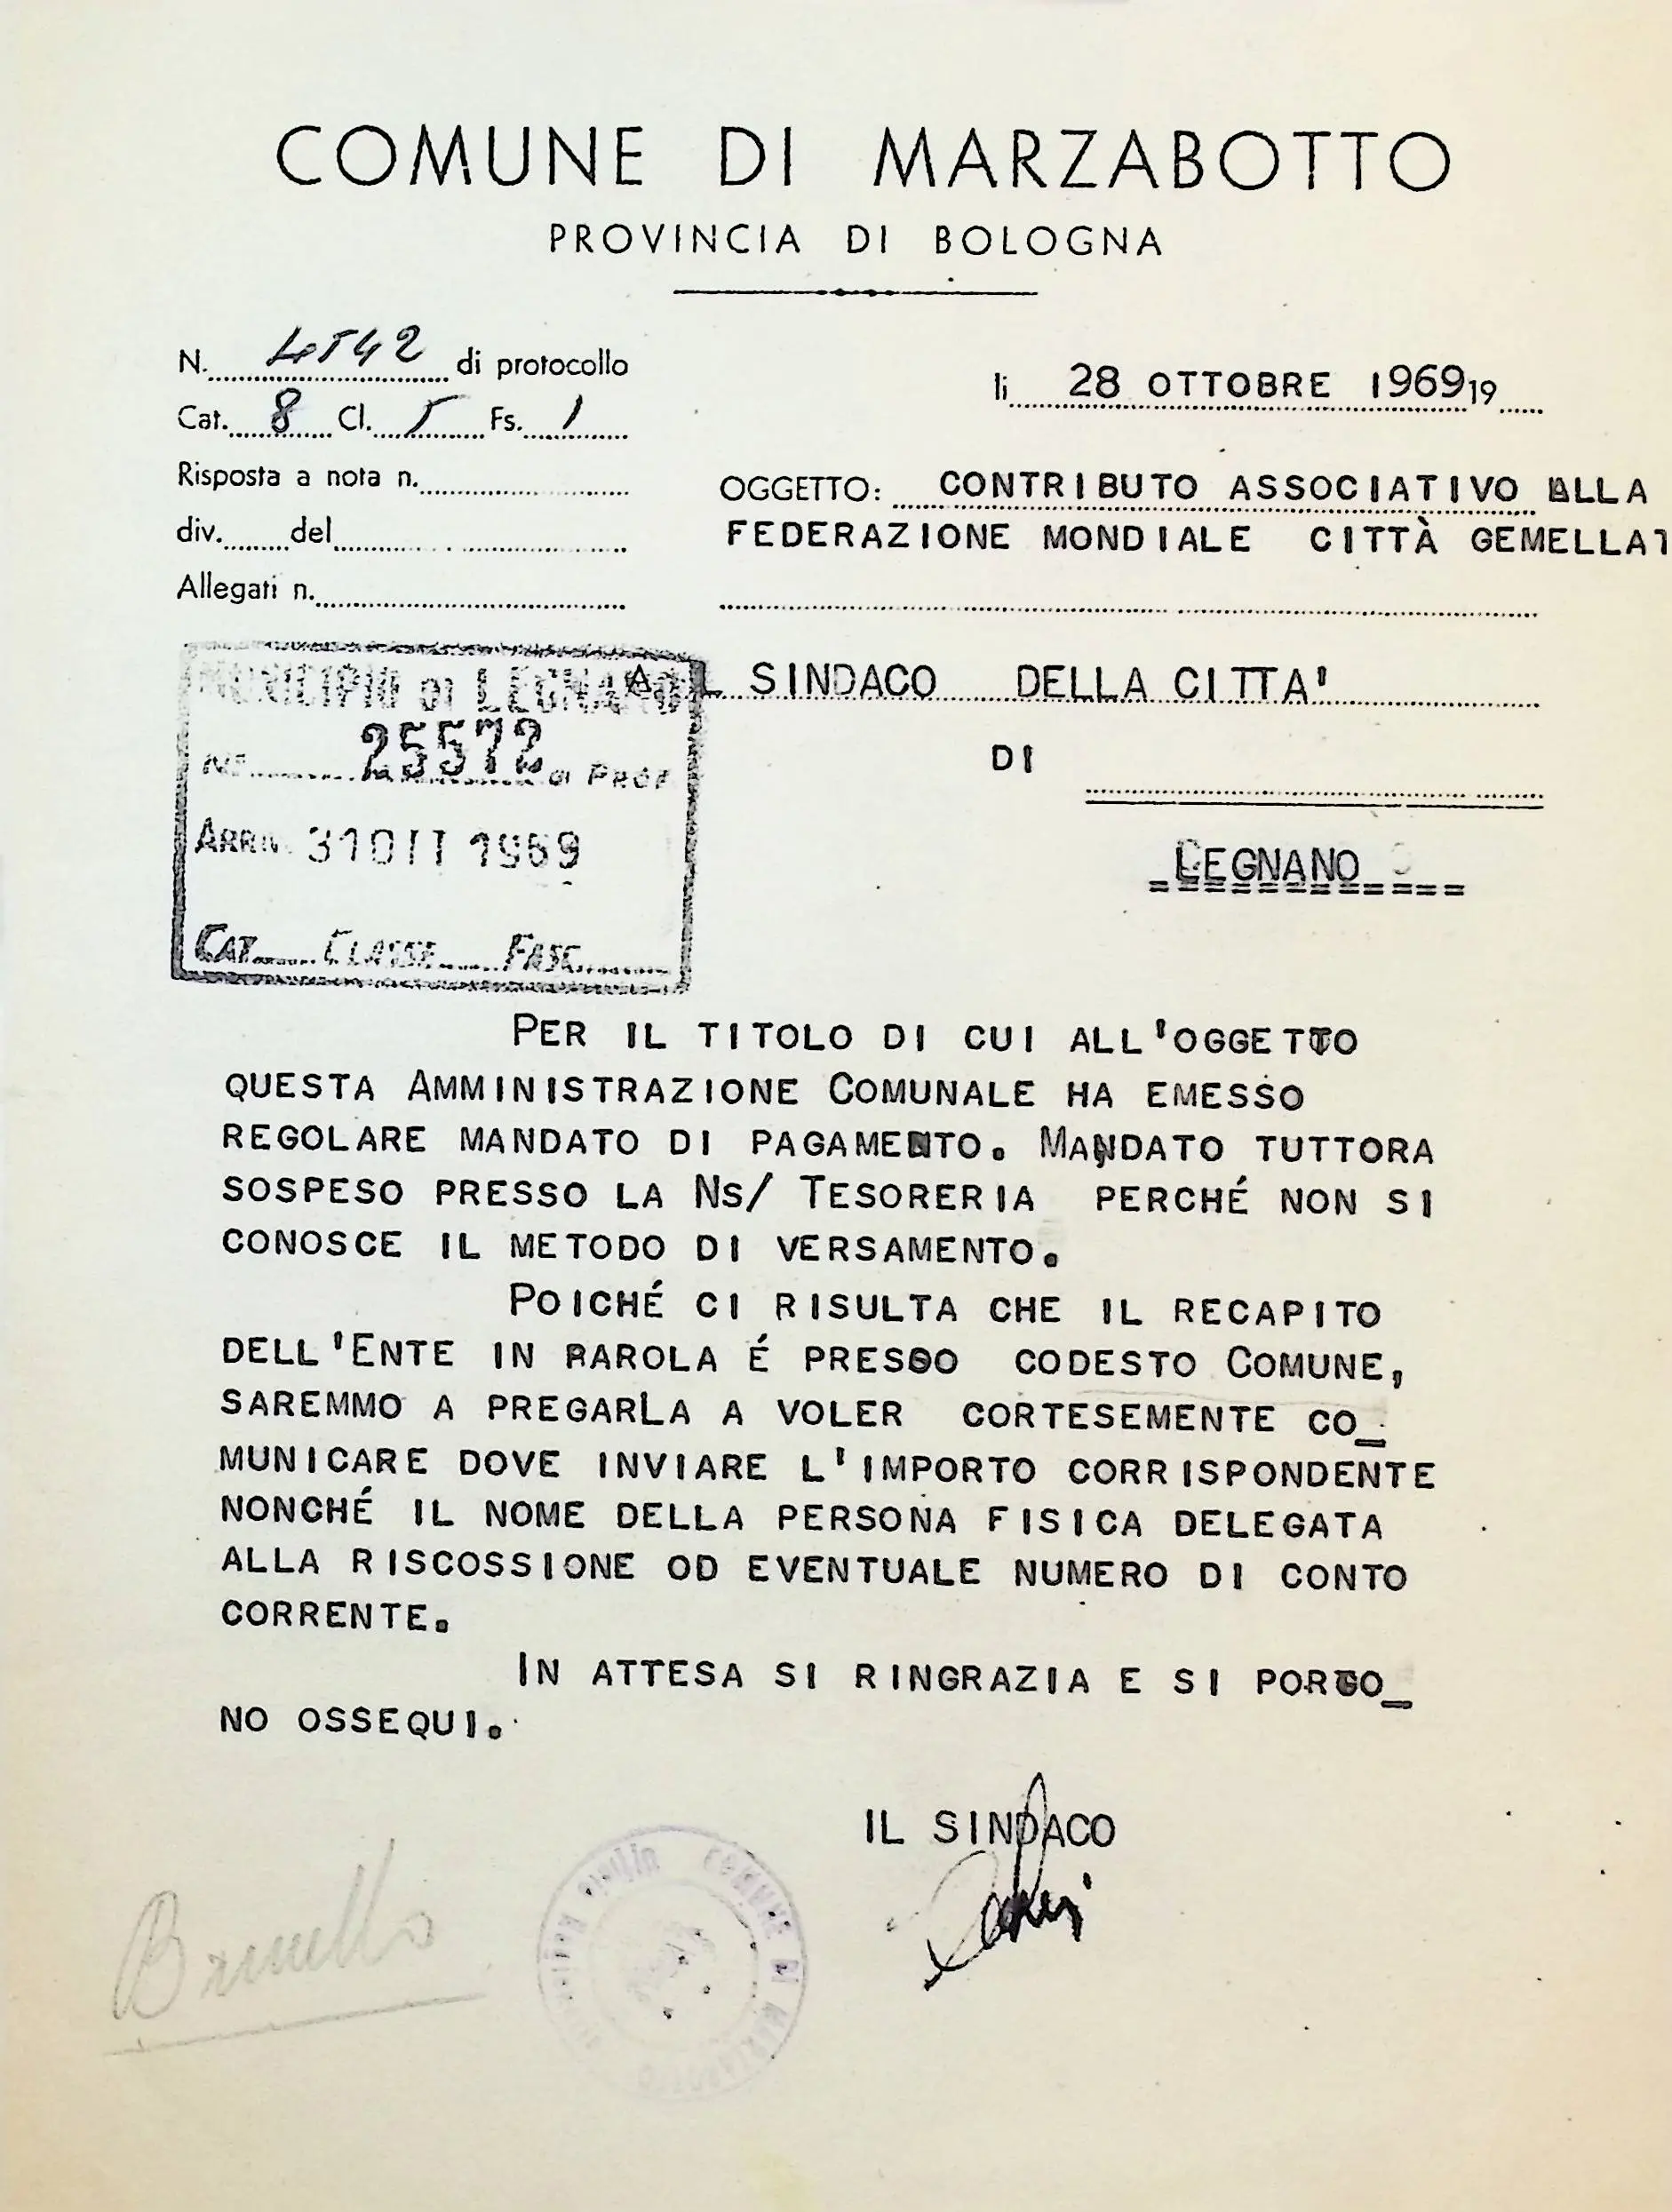 COMUNE DI MARZABOTTO
PROVINCIA DI BOLOGNA
N. 4542 di protocollo
Cat. 8 Cl. 5 Fs. 1
Risposta a nota n.
div. del
Allegati n.
li 28 OTTOBRE 1969 19
OGGETTO: CONTRIBUTO ASSOCIATIVO ALLA
FEDERAZIONE MONDIALE CITTÀ GEMELLAT
MUNICIPIO DI LEGNANO
N. 25572 di Prot
ARRIV. 31 OTT 1969
CAT. CLASSE FASC.
AL SINDACO DELLA CITTA'
DI
LEGNANO
PER IL TITOLO DI CUI ALL'OGGETTO
QUESTA AMMINISTRAZIONE COMUNALE HA EMESSO
REGOLARE MANDATO DI PAGAMENTO. MANDATO TUTTORA
SOSPESO PRESSO LA NS/ TESORERIA PERCHÉ NON SI
CONOSCE IL METODO DI VERSAMENTO.
POICHÉ CI RISULTA CHE IL RECAPITO
DELL'ENTE IN PAROLA É PRESSO CODESTO COMUNE,
SAREMMO A PREGARLA A VOLER CORTESEMENTE CO_
MUNICARE DOVE INVIARE L'IMPORTO CORRISPONDENTE
NONCHÉ IL NOME DELLA PERSONA FISICA DELEGATA
ALLA RISCOSSIONE OD EVENTUALE NUMERO DI CONTO
CORRENTE.
IN ATTESA SI RINGRAZIA E SI PORGO_
NO OSSEQUI.
IL SINDACO
Brunello
COMUNE DI MARZABOTTO